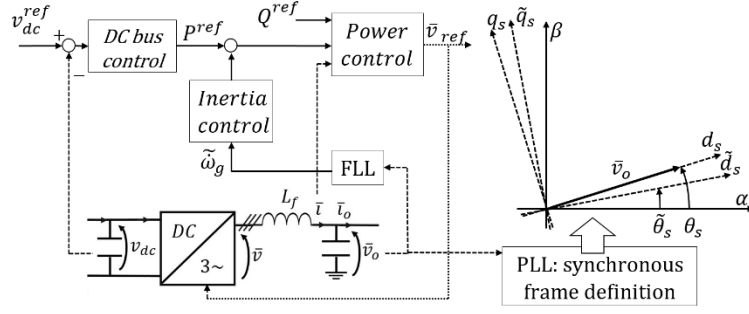 v_dc^ref
+
−
DC bus
control
P^ref
Q^ref
Power
control
v̄_ref
Inertia
control
ω̃_g
FLL
L_f
ī
ī_o
v_dc
DC
3~
v̄
v̄_o
q_s
q̃_s
β
v̄_o
d_s
d̃_s
α
θ̃_s
θ_s
PLL: synchronous
frame definition